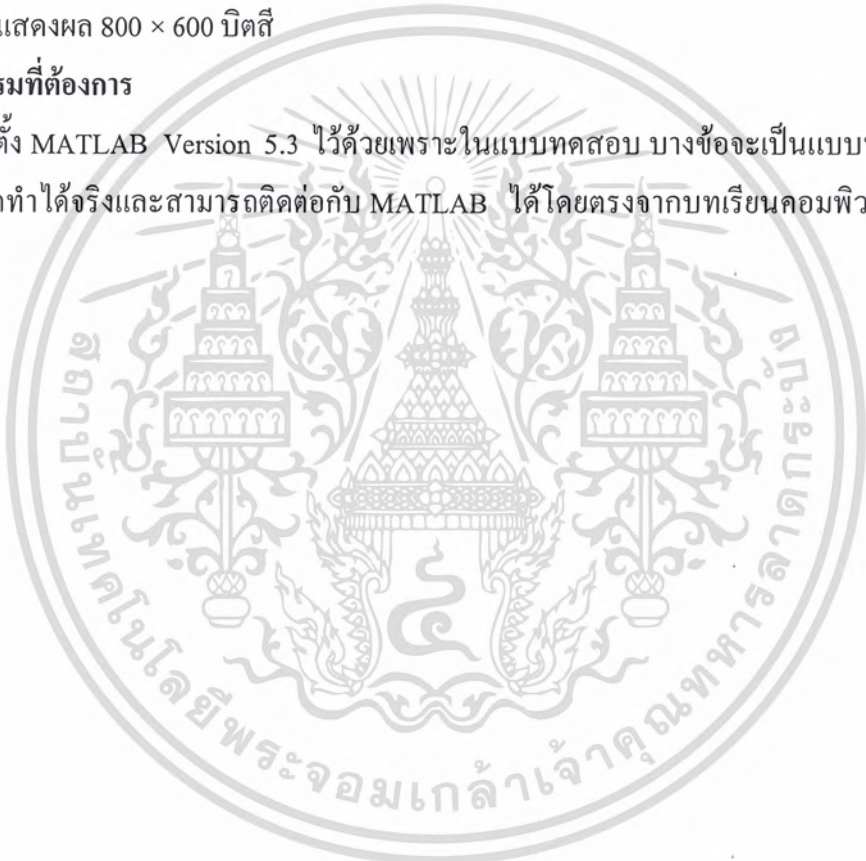 แสดงผล 800 × 600 บิตสี
รมที่ต้องการ
ตั้ง MATLAB Version 5.3 ไว้ด้วยเพราะในแบบทดสอบ บางข้อจะเป็นแบบ
ทำได้จริงและสามารถติดต่อกับ MATLAB ได้โดยตรงจากบทเรียนคอมพิว
สถาบันเทคโนโลยีพระจอมเกล้าเจ้าคุณทหารลาดกระบัง